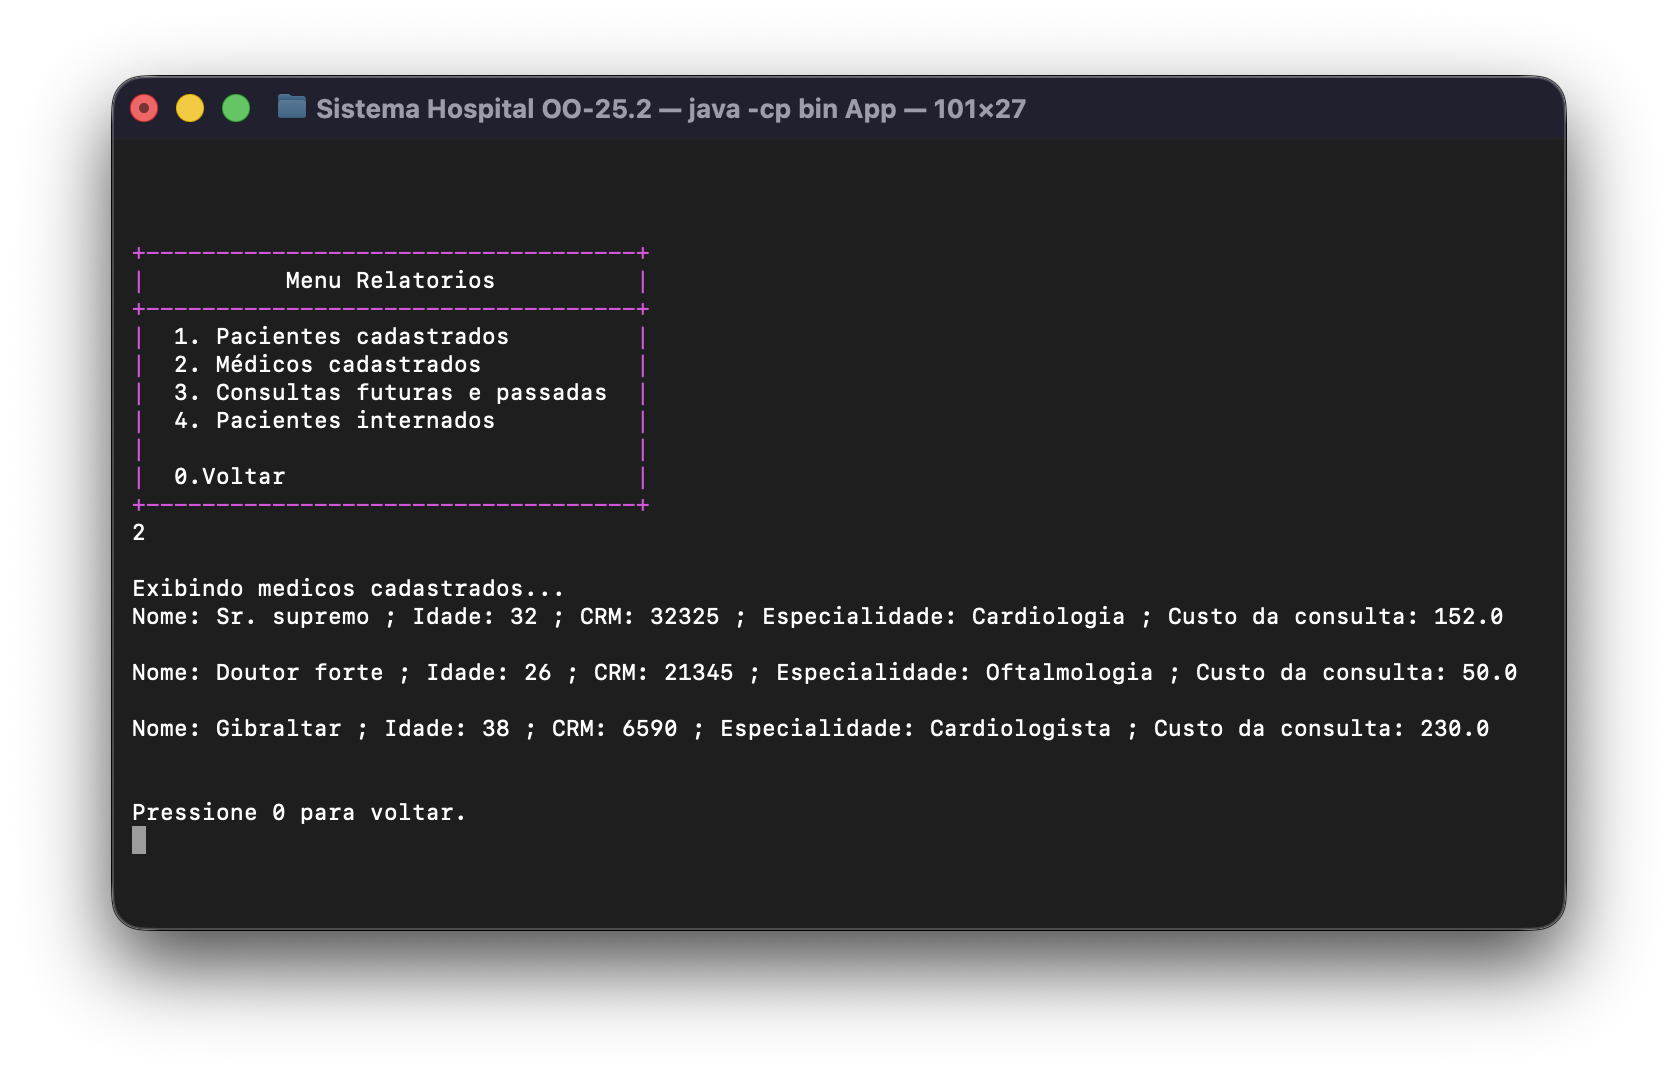 Sistema Hospital OO-25.2 — java -cp bin App — 101×27
Menu Relatorios
1. Pacientes cadastrados
2. Médicos cadastrados
3. Consultas futuras e passadas
4. Pacientes internados
0.Voltar
2
Exibindo medicos cadastrados...
Nome: Sr. supremo ; Idade: 32 ; CRM: 32325 ; Especialidade: Cardiologia ; Custo da consulta: 152.0
Nome: Doutor forte ; Idade: 26 ; CRM: 21345 ; Especialidade: Oftalmologia ; Custo da consulta: 50.0
Nome: Gibraltar ; Idade: 38 ; CRM: 6590 ; Especialidade: Cardiologista ; Custo da consulta: 230.0
Pressione 0 para voltar.